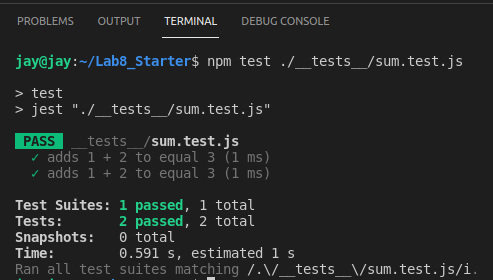 PROBLEMS OUTPUT TERMINAL DEBUG CONSOLE
jay@jay:~/Lab8_Starter$ npm test ./__tests__/sum.test.js
> test
> jest "./__tests__/sum.test.js"
PASS __tests__/sum.test.js
✓ adds 1 + 2 to equal 3 (1 ms)
✓ adds 1 + 2 to equal 3 (1 ms)
Test Suites: 1 passed, 1 total
Tests: 2 passed, 2 total
Snapshots: 0 total
Time: 0.591 s, estimated 1 s
Ran all test suites matching /.\/__tests__\/sum.test.js/i.